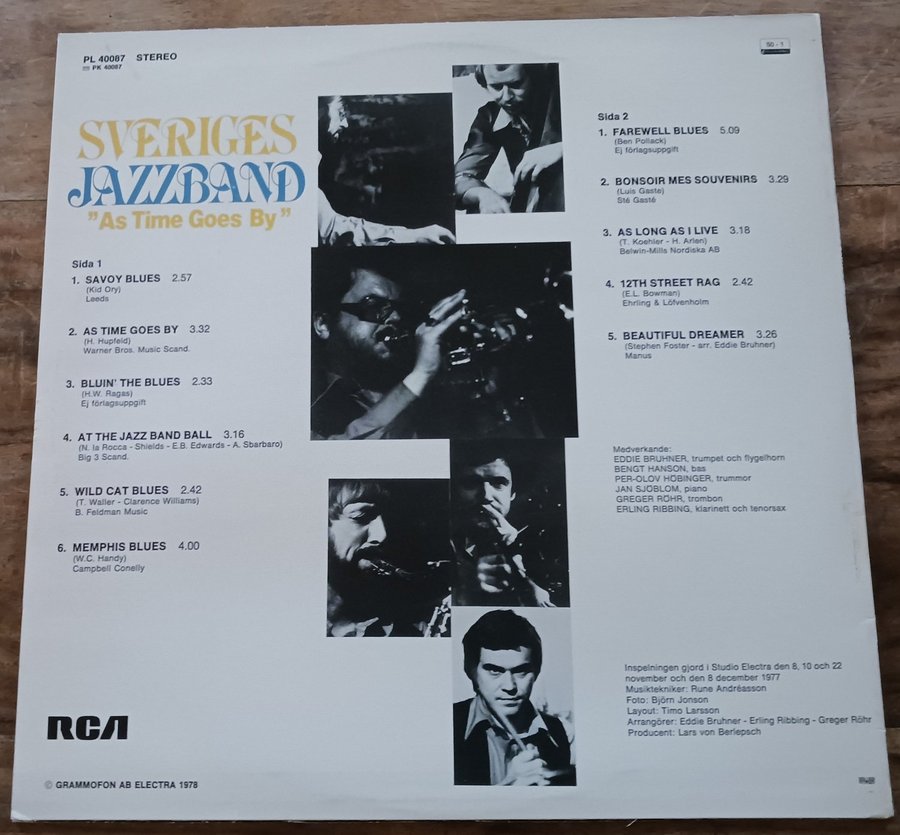 PL 40087 STEREO
PK 40087
50 - 1
SVERIGES
JAZZBAND
"As Time Goes By"
Sida 1
1. SAVOY BLUES 2.57
(Kid Ory)
Leeds
2. AS TIME GOES BY 3.32
(H. Hupfeld)
Warner Bros. Music Scand.
3. BLUIN' THE BLUES 2.33
(H.W. Ragas)
Ej förlagsuppgift
4. AT THE JAZZ BAND BALL 3.16
(N. la Rocca - Shields - E.B. Edwards - A. Sbarbaro)
Big 3 Scand.
5. WILD CAT BLUES 2.42
(T. Waller - Clarence Williams)
B. Feldman Music
6. MEMPHIS BLUES 4.00
(W.C. Handy)
Campbell Conelly
Sida 2
1. FAREWELL BLUES 5.09
(Ben Pollack)
Ej förlagsuppgift
2. BONSOIR MES SOUVENIRS 3.29
(Luis Gaste)
Sté Gasté
3. AS LONG AS I LIVE 3.18
(T. Koehler - H. Arlen)
Belwin-Mills Nordiska AB
4. 12TH STREET RAG 2.42
(E.L. Bowman)
Ehrling & Löfvenholm
5. BEAUTIFUL DREAMER 3.26
(Stephen Foster - arr. Eddie Bruhner)
Manus
Medverkande:
EDDIE BRUHNER, trumpet och flygelhorn
BENGT HANSON, bas
PER-OLOV HÖBINGER, trummor
JAN SJÖBLOM, piano
GREGER RÖHR, trombon
ERLING RIBBING, klarinett och tenorsax
Inspelningen gjord i Studio Electra den 8, 10 och 22
november och den 8 december 1977
Musiktekniker: Rune Andréasson
Foto: Björn Jonson
Layout: Timo Larsson
Arrangörer: Eddie Bruhner - Erling Ribbing - Greger Röhr
Producent: Lars von Berlepsch
RCA
© GRAMMOFON AB ELECTRA 1978